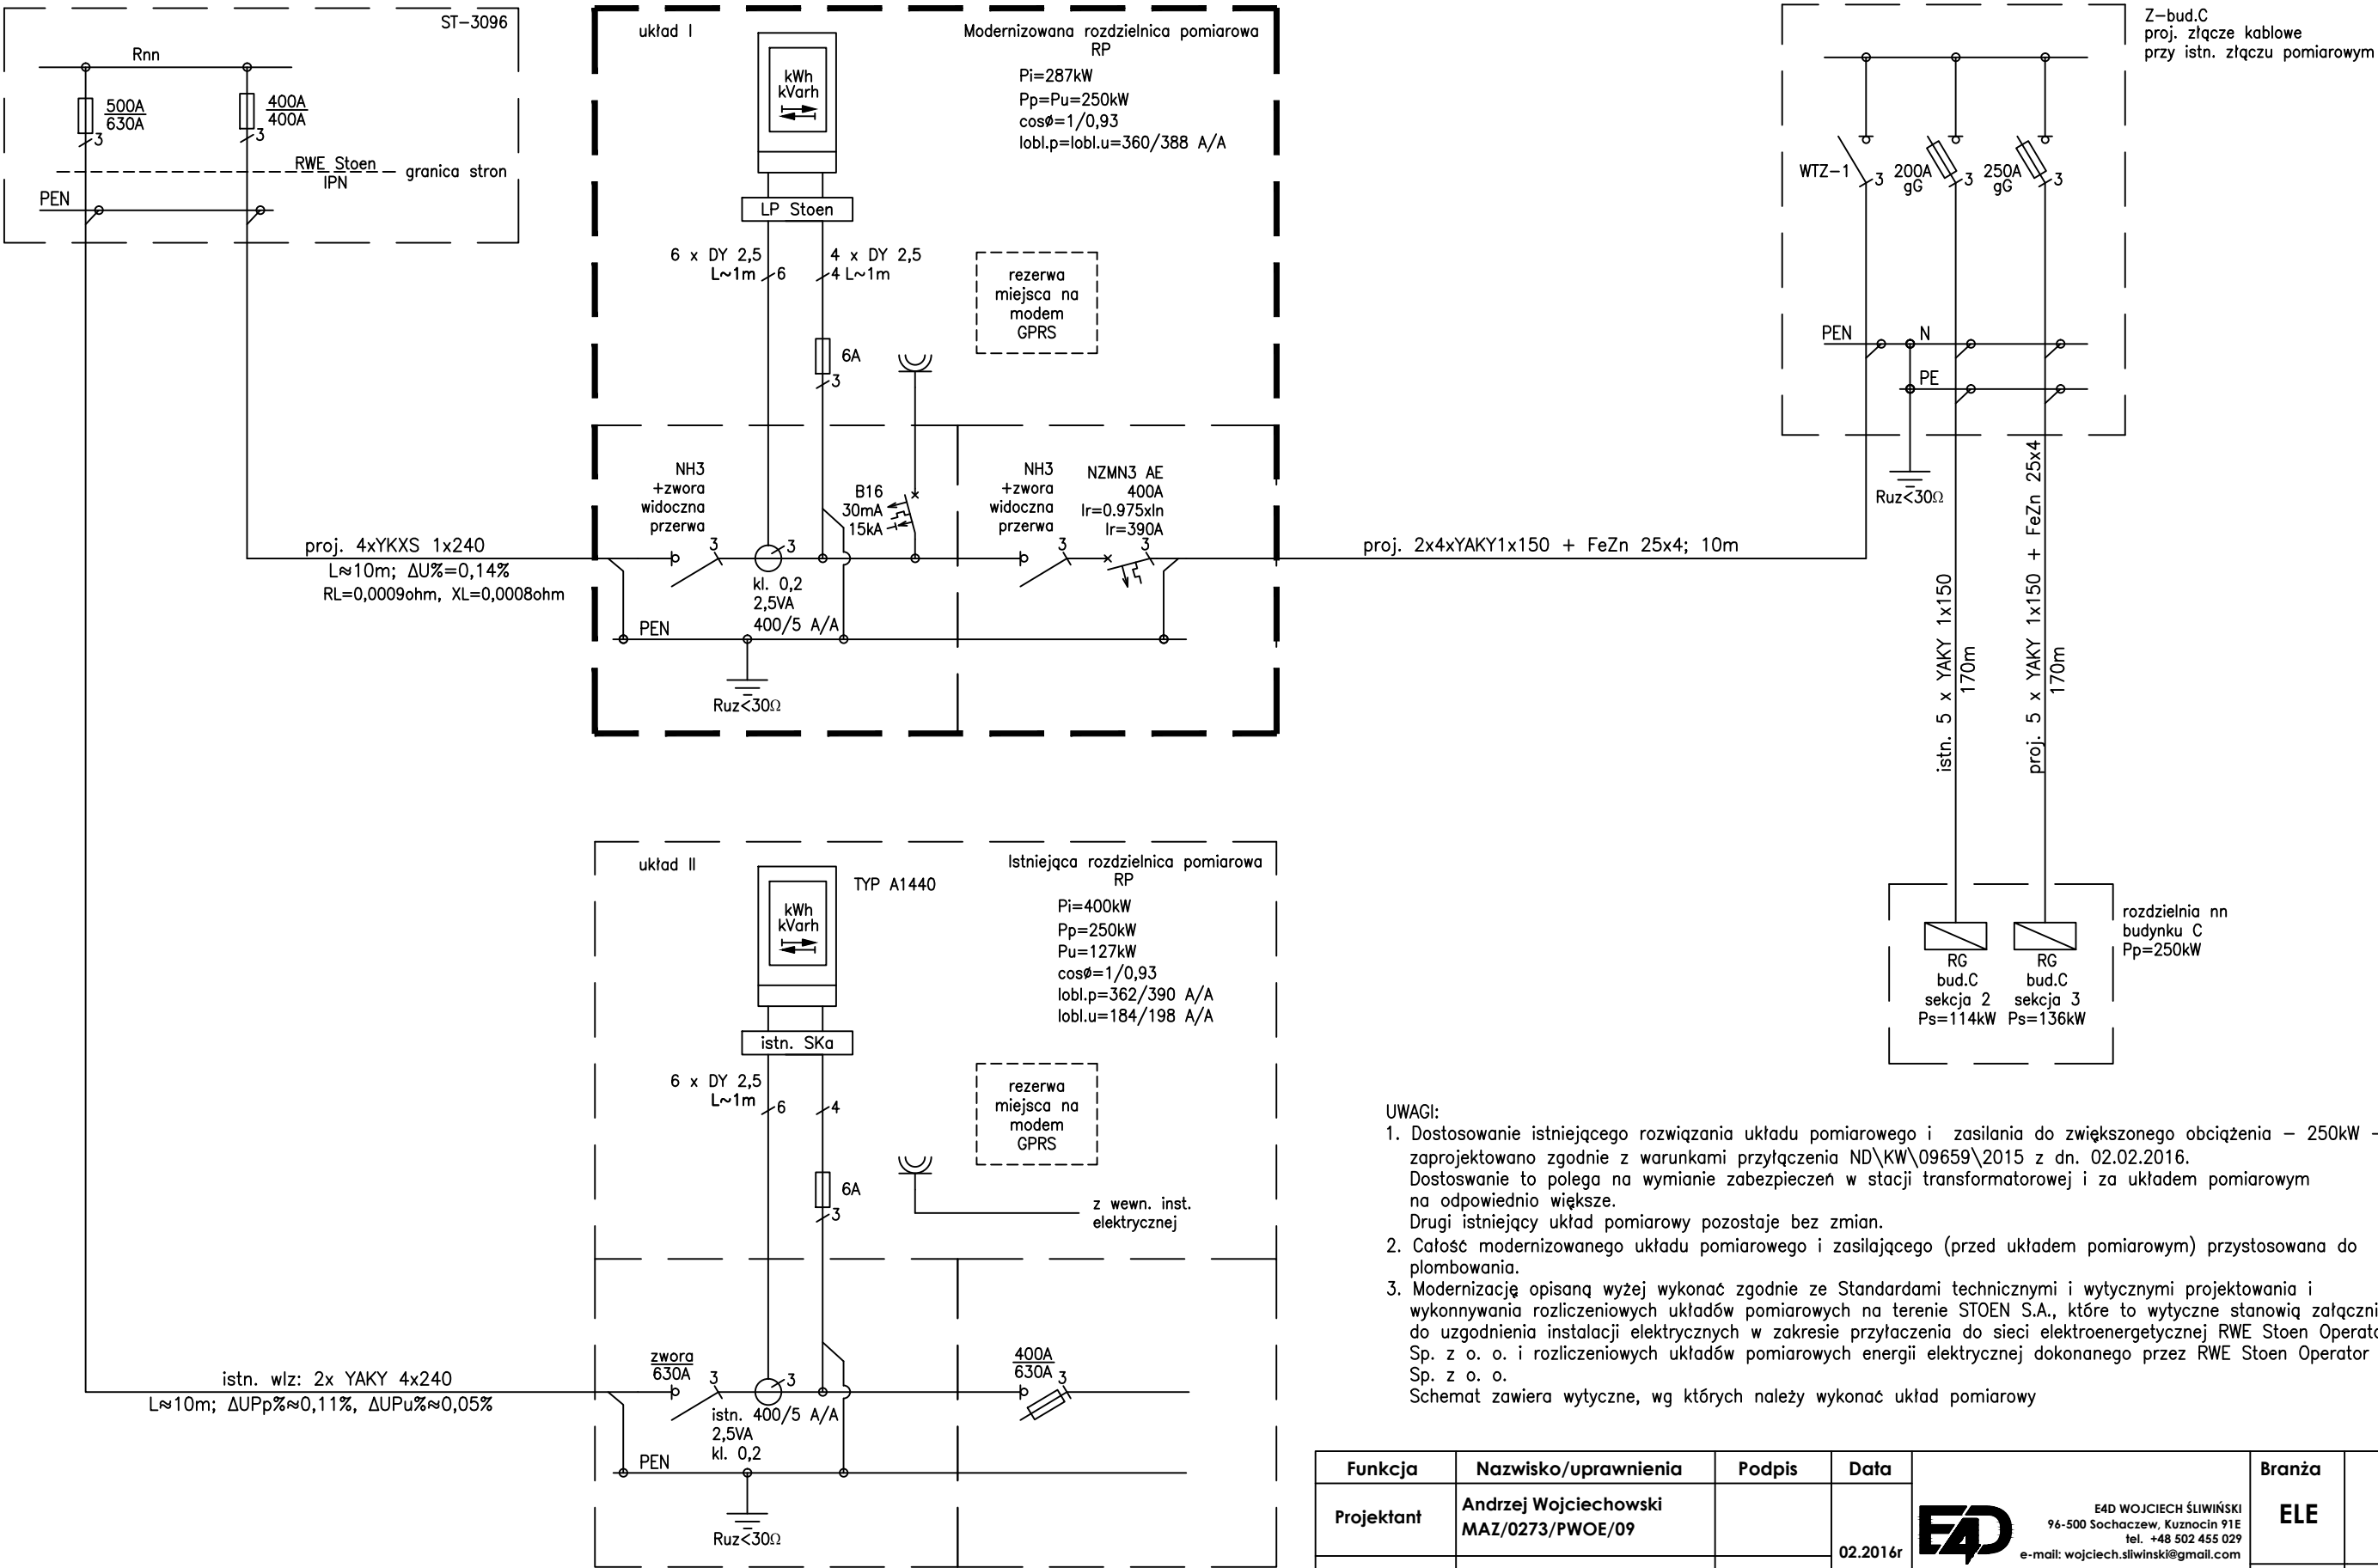 ST-3096
Rnn
500A
630A
3
400A
400A
3
RWE Stoen
IPN
granica stron
PEN
układ I
Modernizowana rozdzielnica pomiarowa
RP
Pi=287kW
Pp=Pu=250kW
cosø=1/0,93
Iobl.p=Iobl.u=360/388 A/A
kWh
kVarh
LP Stoen
6 x DY 2,5
L~1m
6
4 x DY 2,5
4 L~1m
rezerwa
miejsca na
modem
GPRS
6A
3
NH3
+zwora
widoczna
przerwa
3
3
kl. 0,2
2,5VA
400/5 A/A
B16
30mA
15kA
NH3
+zwora
widoczna
przerwa
3
NZMN3 AE
400A
Ir=0.975xIn
Ir=390A
3
PEN
Ruz<30Ω
proj. 4xYKXS 1x240
L≈10m; ΔU%=0,14%
RL=0,0009ohm, XL=0,0008ohm
proj. 2x4xYAKY1x150 + FeZn 25x4; 10m
Z-bud.C
proj. złącze kablowe
przy istn. złączu pomiarowym
WTZ-1
3
200A
gG
3
250A
gG
3
PEN
N
PE
Ruz<30Ω
istn. 5 x YAKY 1x150
170m
proj. 5 x YAKY 1x150 + FeZn 25x4
170m
rozdzielnia nn
budynku C
Pp=250kW
RG
bud.C
sekcja 2
Ps=114kW
RG
bud.C
sekcja 3
Ps=136kW
układ II
Istniejąca rozdzielnica pomiarowa
RP
TYP A1440
Pi=400kW
Pp=250kW
Pu=127kW
cosø=1/0,93
Iobl.p=362/390 A/A
Iobl.u=184/198 A/A
kWh
kVarh
istn. SKa
6 x DY 2,5
L~1m
6
4
rezerwa
miejsca na
modem
GPRS
6A
3
z wewn. inst.
elektrycznej
zwora
630A
3
3
istn. 400/5 A/A
2,5VA
kl. 0,2
400A
630A
3
PEN
Ruz<30Ω
istn. wlz: 2x YAKY 4x240
L≈10m; ΔUPp%≈0,11%, ΔUPu%≈0,05%
UWAGI:
1. Dostosowanie istniejącego rozwiązania układu pomiarowego i zasilania do zwiększonego obciążenia – 250kW –
zaprojektowano zgodnie z warunkami przyłączenia ND\KW\09659\2015 z dn. 02.02.2016.
Dostoswanie to polega na wymianie zabezpieczeń w stacji transformatorowej i za układem pomiarowym
na odpowiednio większe.
Drugi istniejący układ pomiarowy pozostaje bez zmian.
2. Całość modernizowanego układu pomiarowego i zasilającego (przed układem pomiarowym) przystosowana do
plombowania.
3. Modernizację opisaną wyżej wykonać zgodnie ze Standardami technicznymi i wytycznymi projektowania i
wykonnywania rozliczeniowych układów pomiarowych na terenie STOEN S.A., które to wytyczne stanowią załączni
do uzgodnienia instalacji elektrycznych w zakresie przyłaczenia do sieci elektroenergetycznej RWE Stoen Operat
Sp. z o. o. i rozliczeniowych układów pomiarowych energii elektrycznej dokonanego przez RWE Stoen Operator
Sp. z o. o.
Schemat zawiera wytyczne, wg których należy wykonać układ pomiarowy
Funkcja
Nazwisko/uprawnienia
Podpis
Data
Branża
Projektant
Andrzej Wojciechowski
MAZ/0273/PWOE/09
02.2016r
E4D
E4D WOJCIECH ŚLIWIŃSKI
96-500 Sochaczew, Kuznocin 91E
tel. +48 502 455 029
e-mail: wojciech.sliwinski@gmail.com
ELE